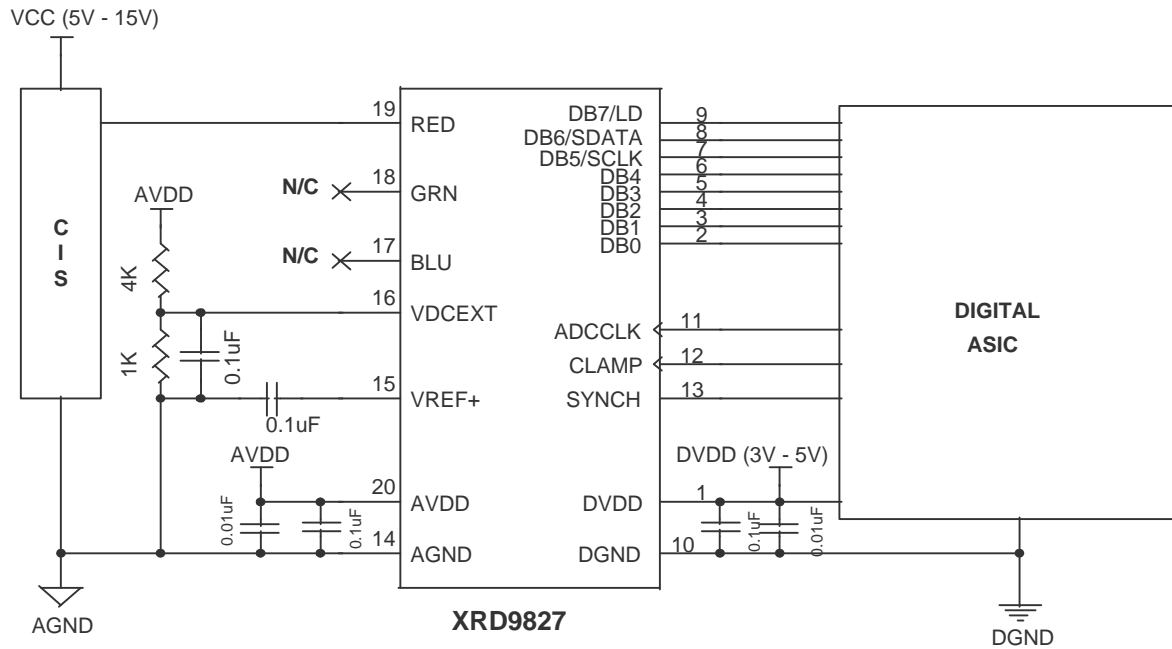 VCC (5V - 15V)
CIS
AVDD
4K
1K
0.1uF
0.1uF
N/C
N/C
19
18
17
16
15
20
14
RED
GRN
BLU
VDCEXT
VREF+
AVDD
AGND
AVDD
0.01uF
0.1uF
AGND
XRD9827
DB7/LD
DB6/SDATA
DB5/SCLK
DB4
DB3
DB2
DB1
DB0
ADCCLK
CLAMP
SYNCH
DVDD
DGND
9
8
7
6
5
4
3
2
11
12
13
1
10
DVDD (3V - 5V)
0.1uF
0.01uF
DIGITAL
ASIC
DGND